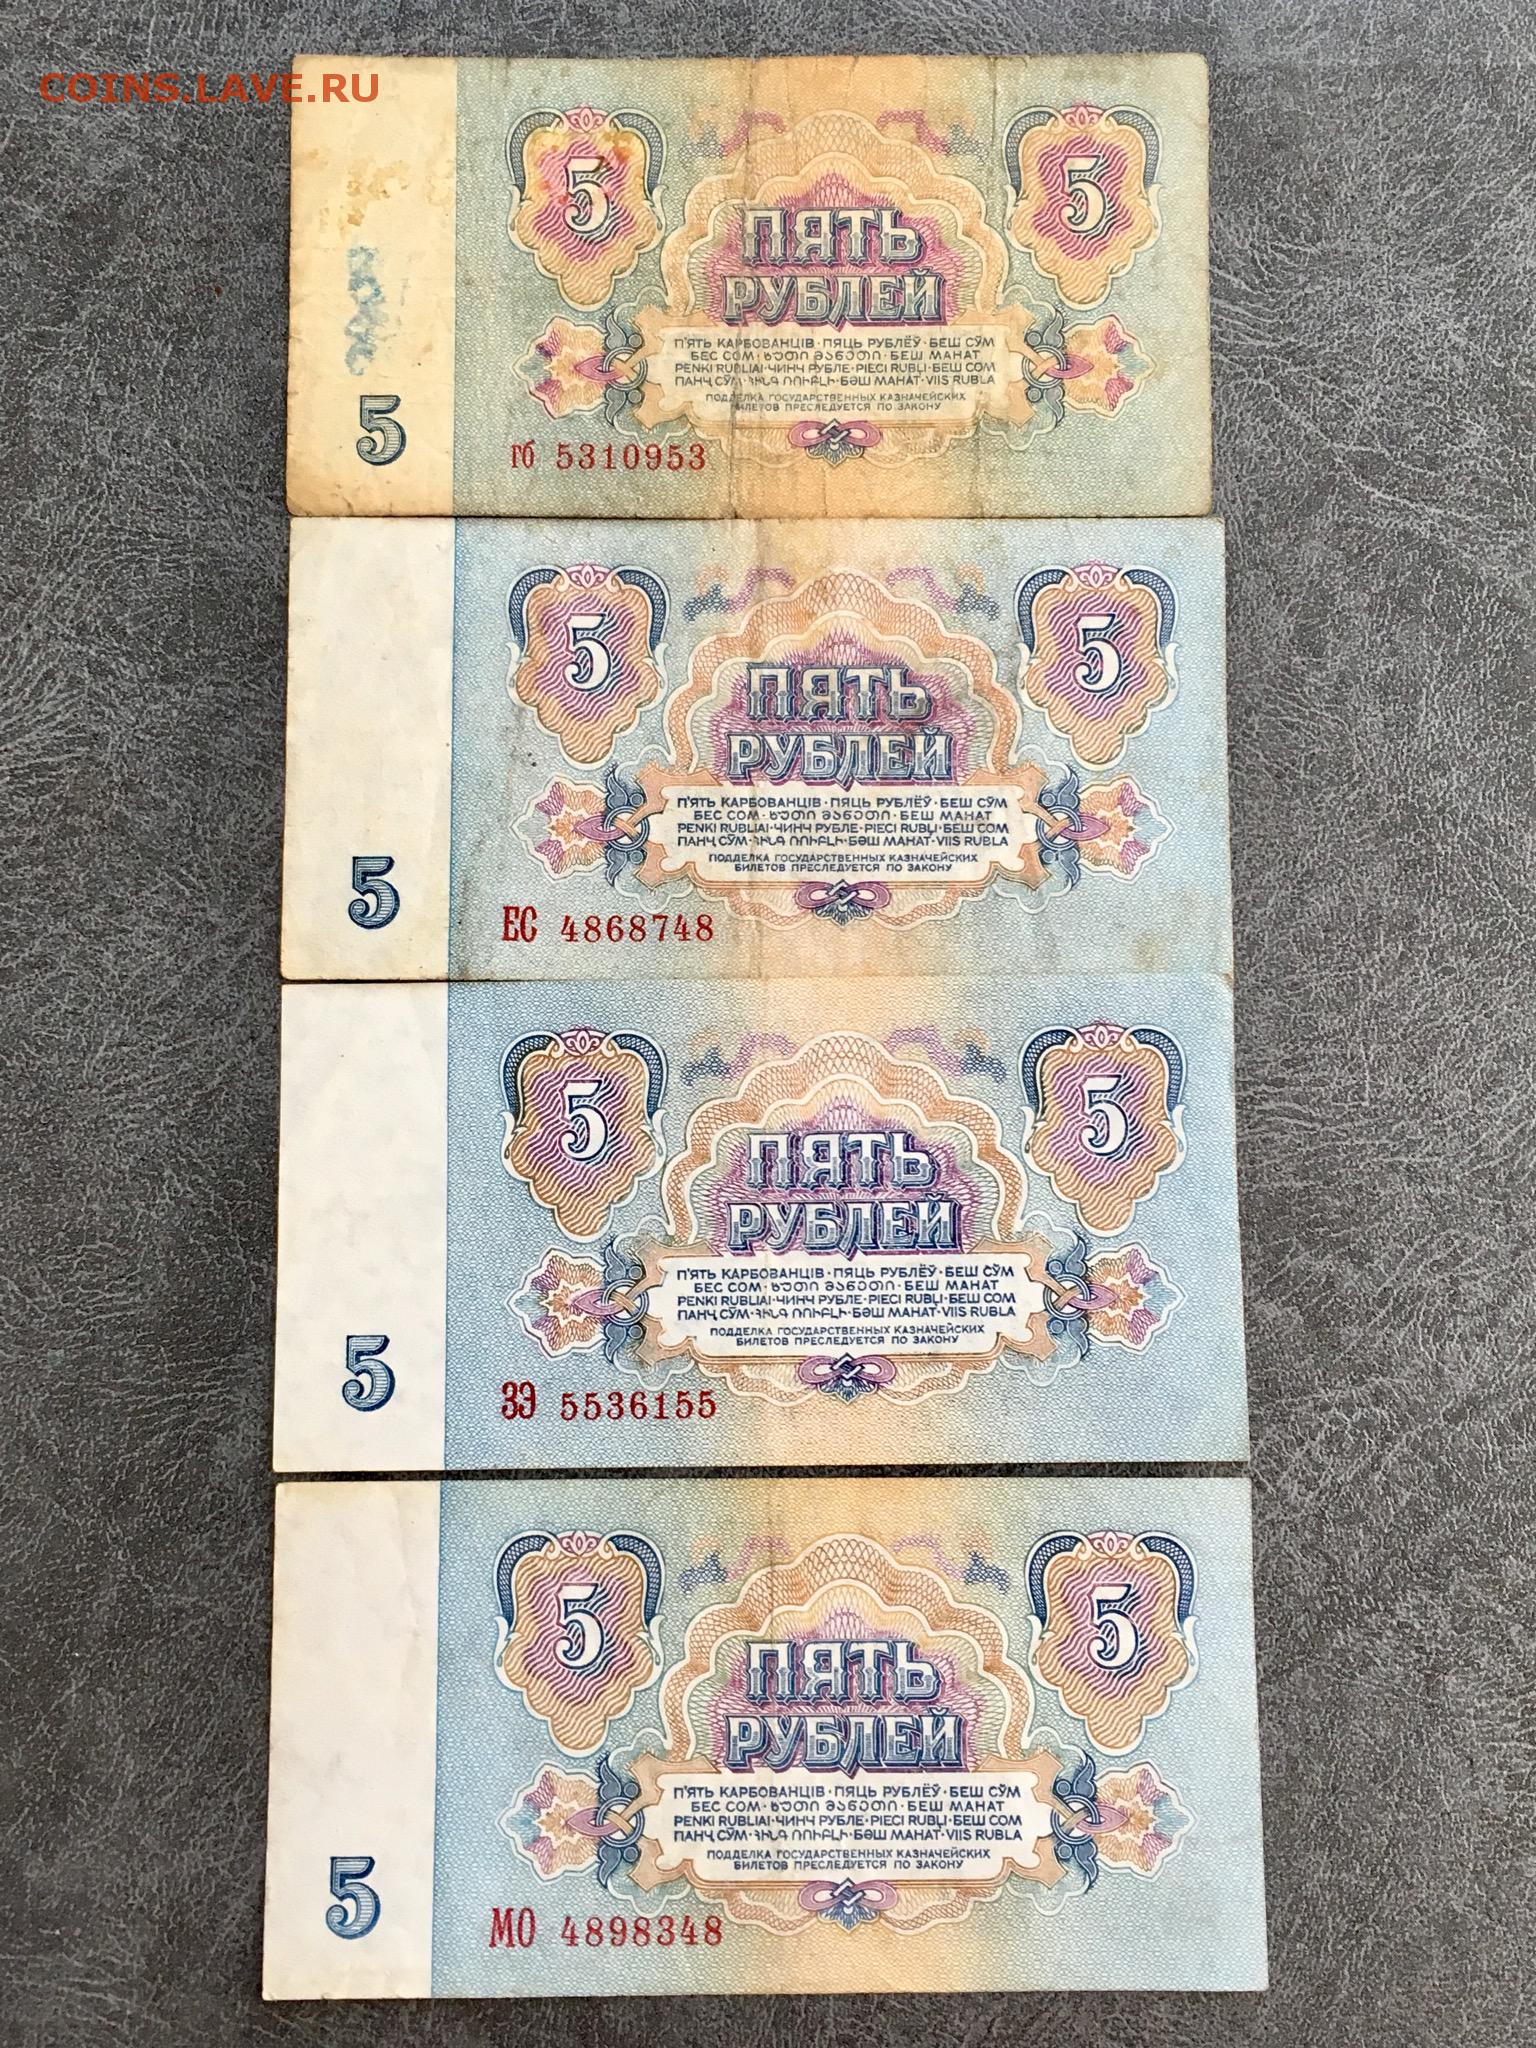 COINS.LAVE.RU
5 5
ПЯТЬ
РУБЛЕЙ
П'ЯТЬ КАРБОВАНЦІВ · ПЯЦЬ РУБЛЁЎ · БЕШ СЎМ
БЕС СОМ · ხუთი მანეთი · БЕШ МАНАТ
PENKI RUBLIAI · ЧИНЧ РУБЛЕ · PIECI RUBĻI · БЕШ СОМ
ПАНҶ СЎМ · ՀԻՆԳ ՌՈՒԲԼԻ · БӘШ МАНАТ · VIIS RUBLA
ПОДДЕЛКА ГОСУДАРСТВЕННЫХ КАЗНАЧЕЙСКИХ
БИЛЕТОВ ПРЕСЛЕДУЕТСЯ ПО ЗАКОНУ
5
гб 5310953
5 5
ПЯТЬ
РУБЛЕЙ
П'ЯТЬ КАРБОВАНЦІВ · ПЯЦЬ РУБЛЁЎ · БЕШ СЎМ
БЕС СОМ · ხუთი მანეთი · БЕШ МАНАТ
PENKI RUBLIAI · ЧИНЧ РУБЛЕ · PIECI RUBĻI · БЕШ СОМ
ПАНҶ СЎМ · ՀԻՆԳ ՌՈՒԲԼԻ · БӘШ МАНАТ · VIIS RUBLA
ПОДДЕЛКА ГОСУДАРСТВЕННЫХ КАЗНАЧЕЙСКИХ
БИЛЕТОВ ПРЕСЛЕДУЕТСЯ ПО ЗАКОНУ
5
ЕС 4868748
5 5
ПЯТЬ
РУБЛЕЙ
П'ЯТЬ КАРБОВАНЦІВ · ПЯЦЬ РУБЛЁЎ · БЕШ СЎМ
БЕС СОМ · ხუთი მანეთი · БЕШ МАНАТ
PENKI RUBLIAI · ЧИНЧ РУБЛЕ · PIECI RUBĻI · БЕШ СОМ
ПАНҶ СЎМ · ՀԻՆԳ ՌՈՒԲԼԻ · БӘШ МАНАТ · VIIS RUBLA
ПОДДЕЛКА ГОСУДАРСТВЕННЫХ КАЗНАЧЕЙСКИХ
БИЛЕТОВ ПРЕСЛЕДУЕТСЯ ПО ЗАКОНУ
5
ЗЭ 5536155
5 5
ПЯТЬ
РУБЛЕЙ
П'ЯТЬ КАРБОВАНЦІВ · ПЯЦЬ РУБЛЁЎ · БЕШ СЎМ
БЕС СОМ · ხუთი მანეთი · БЕШ МАНАТ
PENKI RUBLIAI · ЧИНЧ РУБЛЕ · PIECI RUBĻI · БЕШ СОМ
ПАНҶ СЎМ · ՀԻՆԳ ՌՈՒԲԼԻ · БӘШ МАНАТ · VIIS RUBLA
ПОДДЕЛКА ГОСУДАРСТВЕННЫХ КАЗНАЧЕЙСКИХ
БИЛЕТОВ ПРЕСЛЕДУЕТСЯ ПО ЗАКОНУ
5
МО 4898348